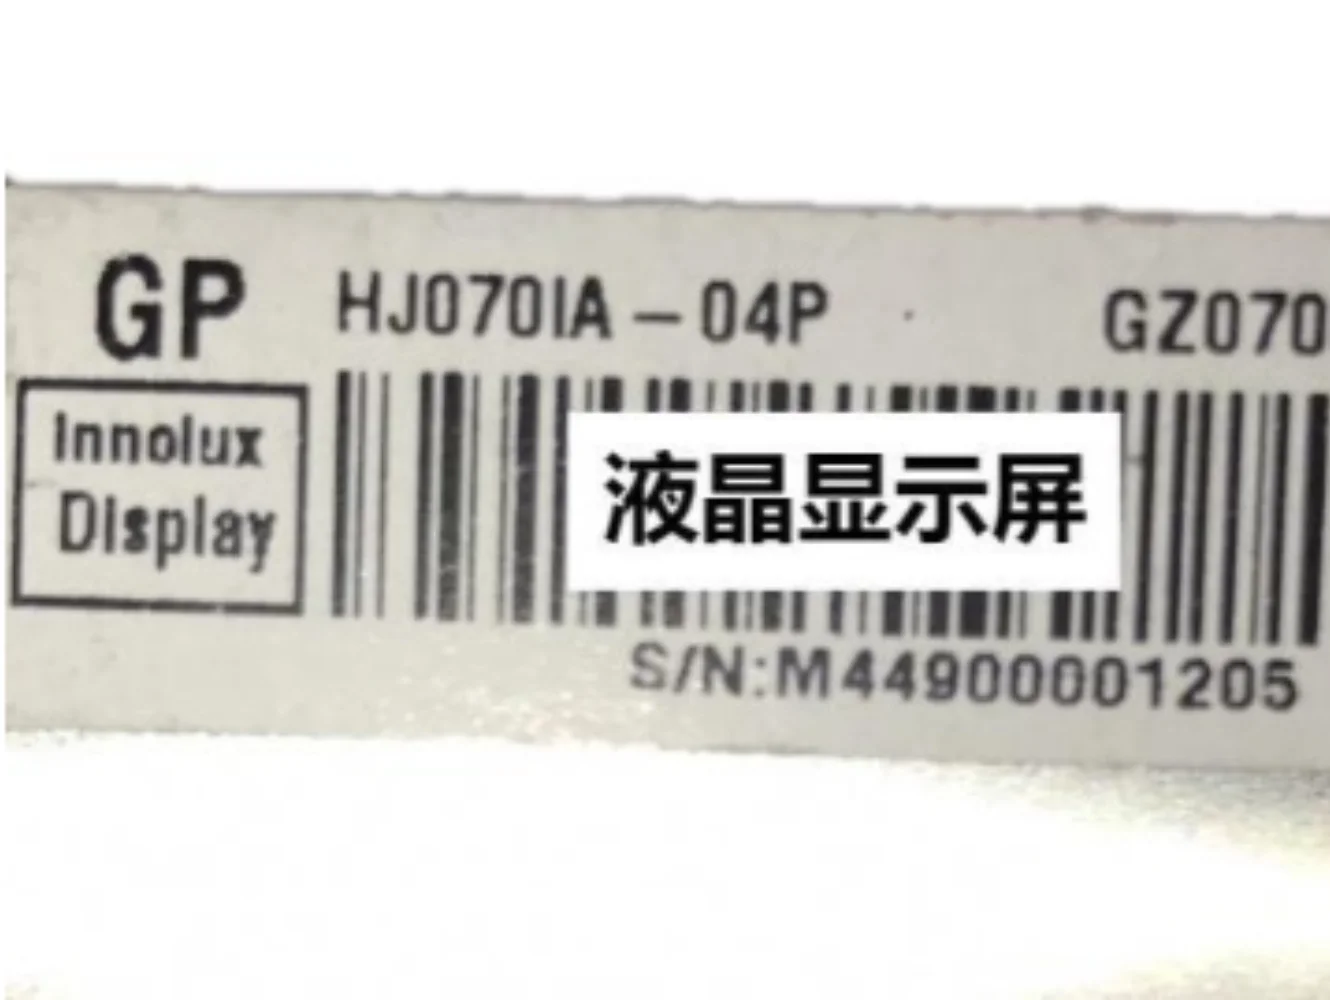 GP HJ070IA-04P GZ070
Innolux
Display
液晶显示屏
S/N:M44900001205